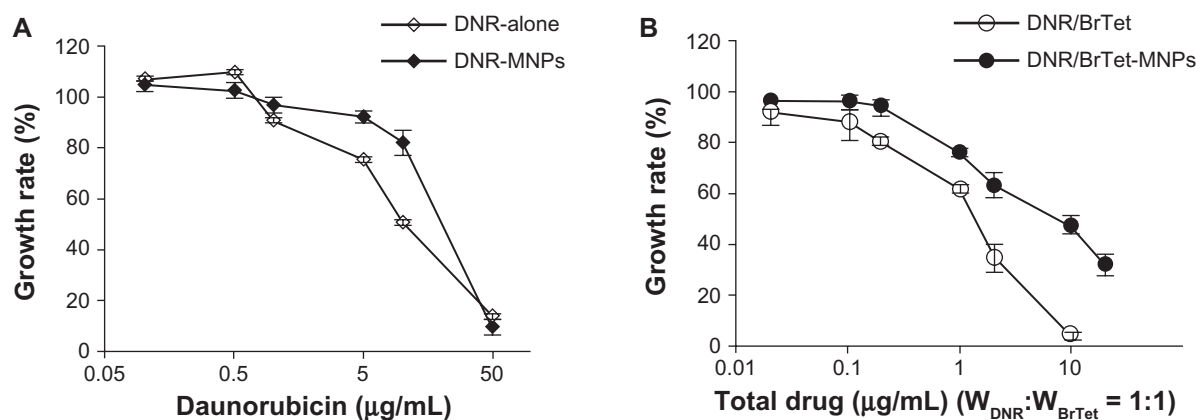 A
DNR-alone
DNR-MNPs
120
100
80
60
40
20
0
Growth rate (%)
0.05
0.5
5
50
Daunorubicin (μg/mL)
B
DNR/BrTet
DNR/BrTet-MNPs
120
100
80
60
40
20
0
Growth rate (%)
0.01
0.1
1
10
Total drug (μg/mL) (W_DNR:W_BrTet = 1:1)